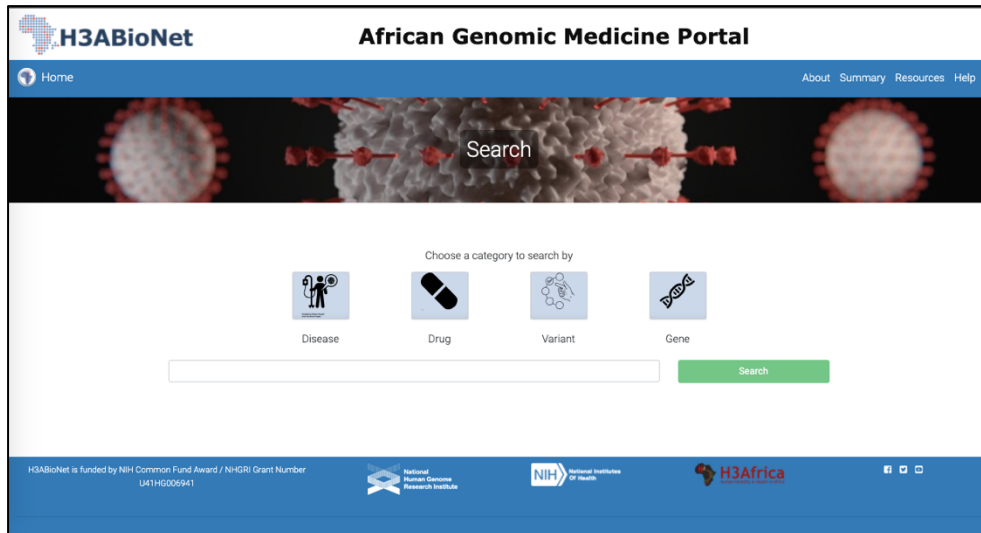 H3ABioNet
African Genomic Medicine Portal
Home
About Summary Resources Help
Search
Choose a category to search by
Disease
Drug
Variant
Gene
Search
H3ABioNet is funded by NIH Common Fund Award / NHGRI Grant Number
U41HG006941
National
Human Genome
Research Institute
NIH
National Institutes
Of Health
H3Africa